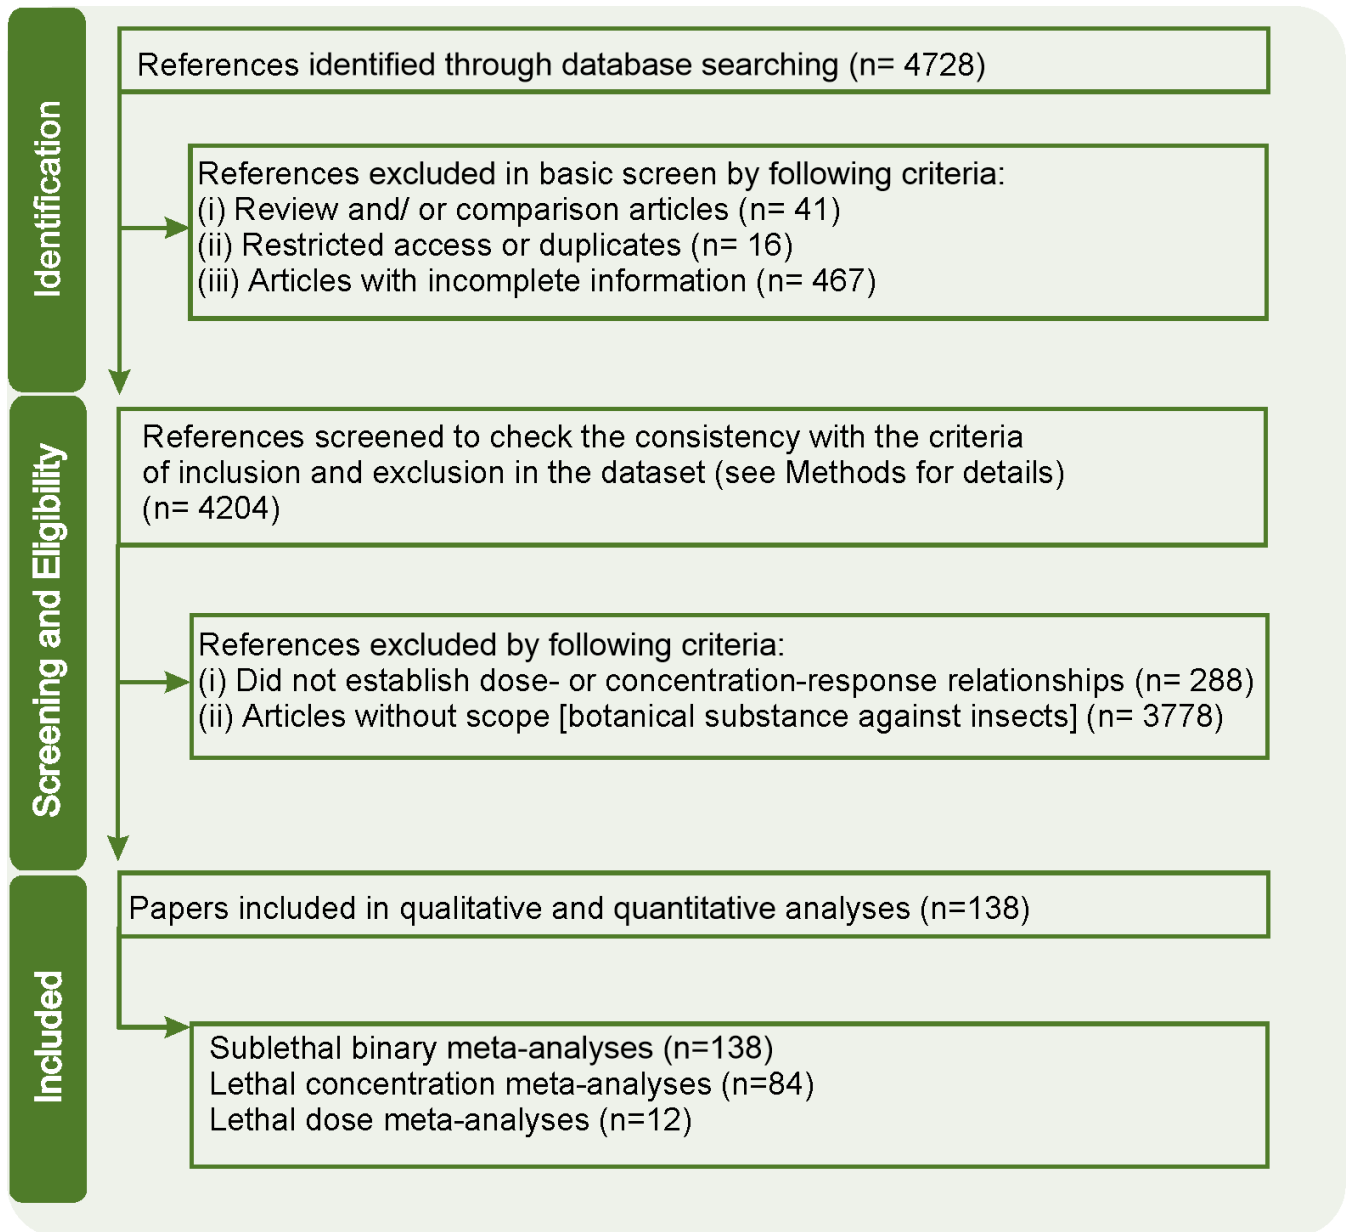 Identification
References identified through database searching (n= 4728)
References excluded in basic screen by following criteria:
(i) Review and/ or comparison articles (n= 41)
(ii) Restricted access or duplicates (n= 16)
(iii) Articles with incomplete information (n= 467)
Screening and Eligibility
References screened to check the consistency with the criteria
of inclusion and exclusion in the dataset (see Methods for details)
(n= 4204)
References excluded by following criteria:
(i) Did not establish dose- or concentration-response relationships (n= 288)
(ii) Articles without scope [botanical substance against insects] (n= 3778)
Included
Papers included in qualitative and quantitative analyses (n=138)
Sublethal binary meta-analyses (n=138)
Lethal concentration meta-analyses (n=84)
Lethal dose meta-analyses (n=12)